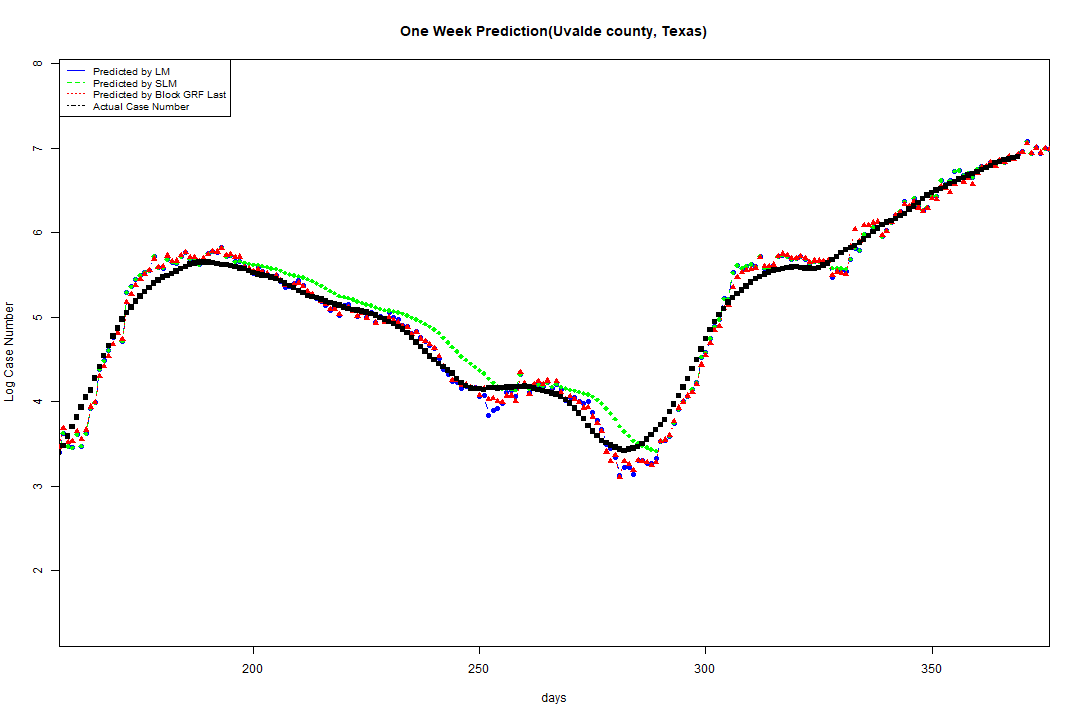 One Week Prediction(Uvalde county, Texas)
8
Predicted by LM
Predicted by SLM
Predicted by Block GRF Last
Actual Case Number
7
6
5
4
3
2
Log Case Number
200 250 300 350
days